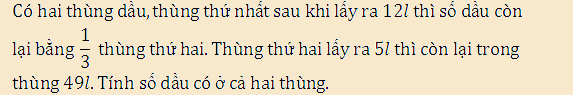 Có hai thùng dầu, thùng thứ nhất sau khi lấy ra 12l thì số dầu còn
lại bằng 1/3 thùng thứ hai. Thùng thứ hai lấy ra 5l thì còn lại trong
thùng 49l. Tính số dầu có ở cả hai thùng.